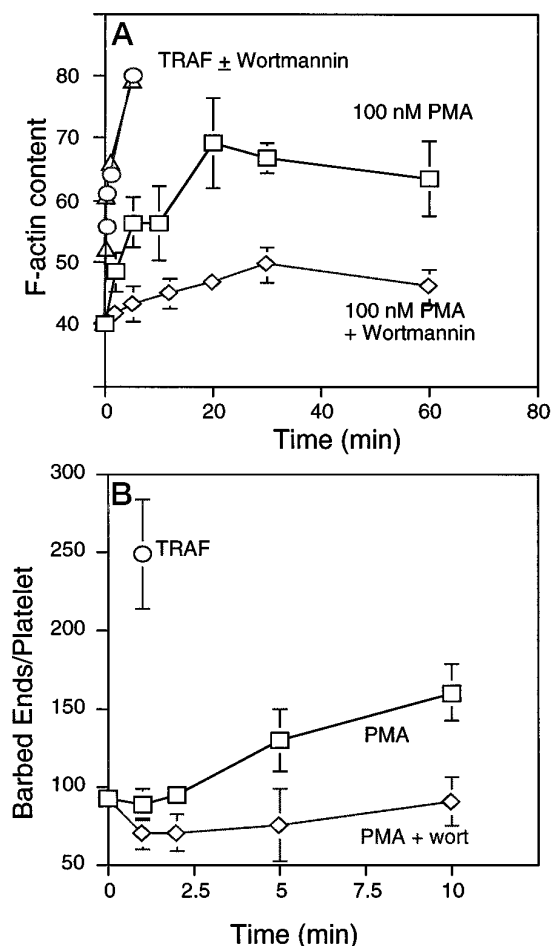 A
TRAF ± Wortmannin
100 nM PMA
100 nM PMA
+ Wortmannin
F-actin content
80
70
60
50
40
0 20 40 60 80
Time (min)
B
TRAF
PMA
PMA + wort
Barbed Ends/Platelet
300
250
200
150
100
50
0 2.5 5 7.5 10
Time (min)